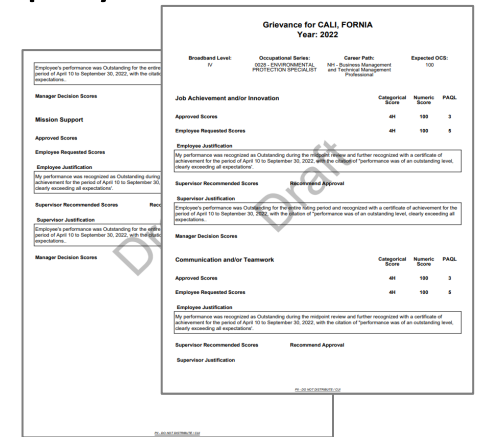 Grievance for CALI, FORNIA
Year: 2022
Broadband Level: Occupational Series: Career Path: Expected OCS:
IV 0028 - ENVIRONMENTAL PROTECTION SPECIALIST NH - Business Management and Technical Management Professional 100
Job Achievement and/or Innovation Categorical Score Numeric Score PAQL
Approved Scores 4H 100 3
Employee Requested Scores 4H 100 5
Employee Justification
My performance was recognized as Outstanding during the midpoint review and further recognized with a certificate of
achievement for the period of April 10 to September 30, 2022, with the citation of "performance was of an outstanding level,
clearly exceeding all expectations'.
Supervisor Recommended Scores Recommend Approval
Supervisor Justification
Employee's performance was Outstanding for the entire rating period and recognized with a certificate of achievement for the
period of April 10 to September 30, 2022, with the citation of "performance was of an outstanding level, clearly exceeding all
expectations..
Manager Decision Scores
Communication and/or Teamwork Categorical Score Numeric Score PAQL
Approved Scores 4H 100 3
Employee Requested Scores 4H 100 5
Employee Justification
My performance was recognized as Outstanding during the midpoint review and further recognized with a certificate of
achievement for the period of April 10 to September 30, 2022, with the citation of "performance was of an outstanding level,
clearly exceeding all expectations'.
Supervisor Recommended Scores Recommend Approval
Supervisor Justification
Draft
Employee's performance was Outstanding for the entire
period of April 10 to September 30, 2022, with the citatio
expectations..
Manager Decision Scores
Mission Support
Approved Scores
Employee Requested Scores
Employee Justification
My performance was recognized as Outstanding during
achievement for the period of April 10 to September 30,
clearly exceeding all expectations'.
Supervisor Recommended Scores Reco
Supervisor Justification
Employee's performance was Outstanding for the entire
period of April 10 to September 30, 2022, with the citatio
expectations..
Manager Decision Scores